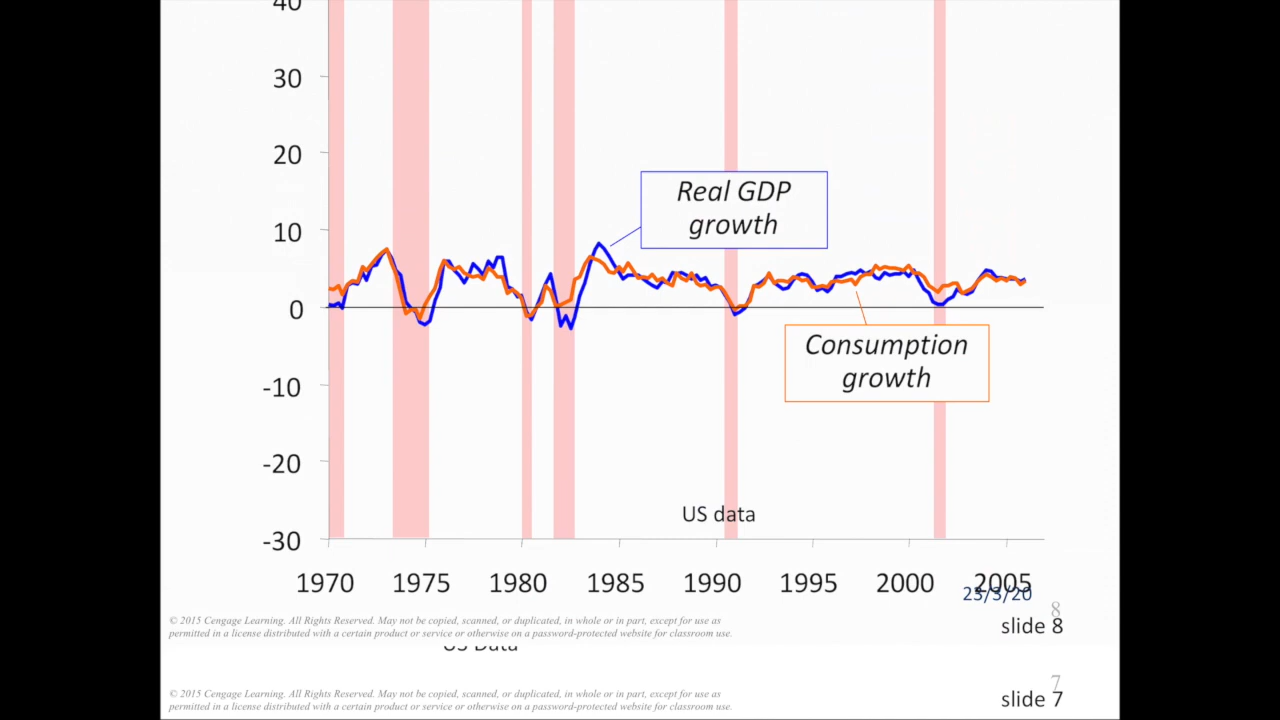 40
30
20
10
0
-10
-20
-30
Real GDP
growth
Consumption
growth
US data
1970 1975 1980 1985 1990 1995 2000 2005
23/3/20
8
© 2015 Cengage Learning. All Rights Reserved. May not be copied, scanned, or duplicated, in whole or in part, except for use as
permitted in a license distributed with a certain product or service or otherwise on a password-protected website for classroom use.
slide 8
US Data
7
© 2015 Cengage Learning. All Rights Reserved. May not be copied, scanned, or duplicated, in whole or in part, except for use as
permitted in a license distributed with a certain product or service or otherwise on a password-protected website for classroom use.
slide 7